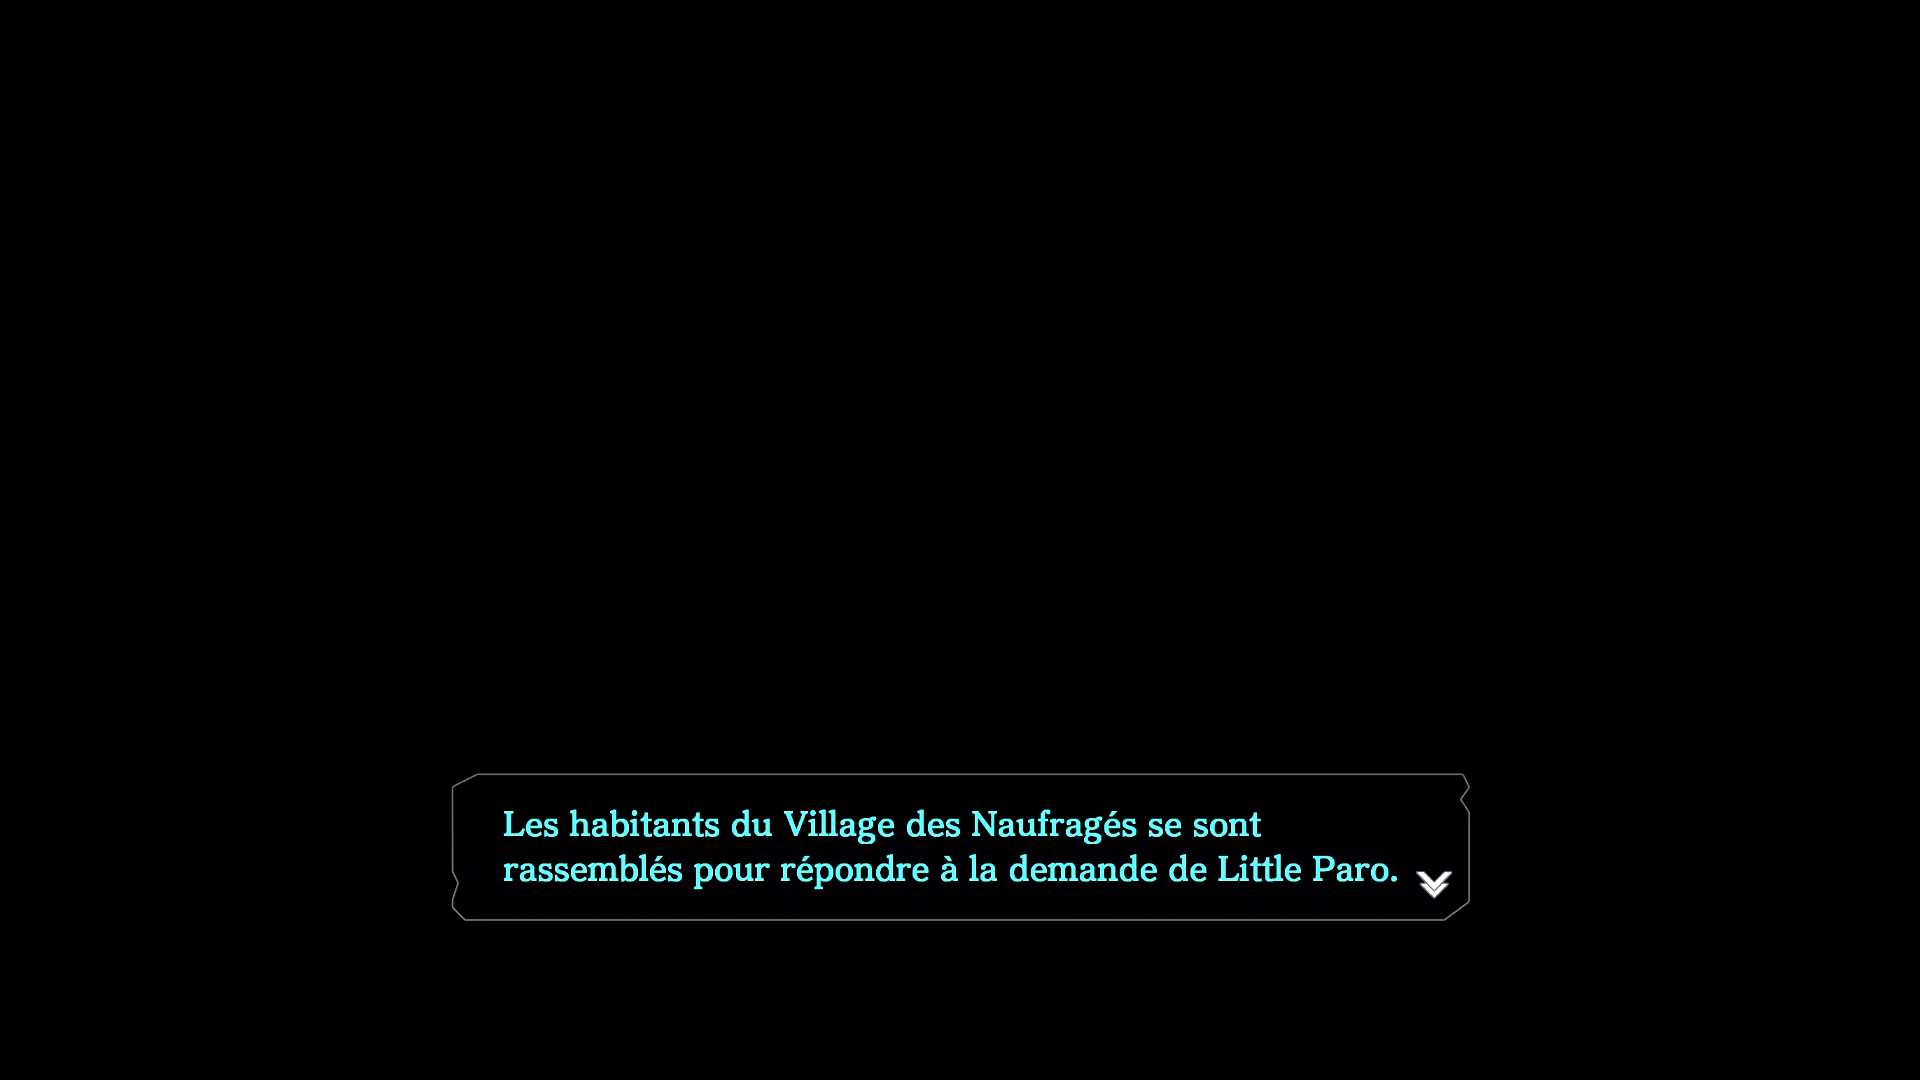 Les habitants du Village des Naufragés se sont
rassemblés pour répondre à la demande de Little Paro.